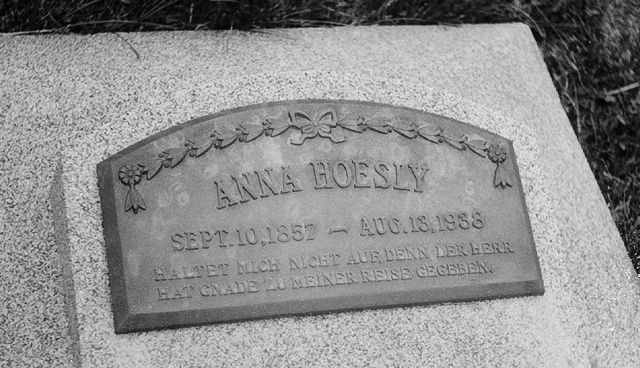 ANNA HOESLY
SEPT. 10, 1857 — AUG. 13, 1938
HALTET MICH NICHT AUF, DENN DER HERR
HAT GNADE ZU MEINER REISE GEGEBEN.